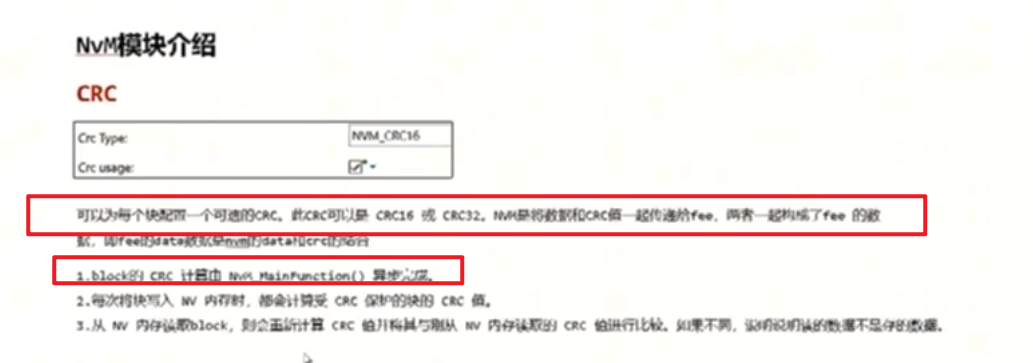 NvM模块介绍
CRC
Crc Type: NVM_CRC16
Crc usage:
可以为每个块配置一个可选的CRC。此CRC可以是 CRC16 或 CRC32。NVM是将数据和CRC值一起传递给fee, 两者一起构成了fee 的数
据, 即fee的data数据是nvm的data和crc的结合
1.block的 CRC 计算由 NvM_MainFunction() 异步完成。
2.每次将块写入 NV 内存时, 都会计算受 CRC 保护的块的 CRC 值。
3.从 NV 内存读取block, 则会重新计算 CRC 值并将其与刚从 NV 内存读取的 CRC 值进行比较。如果不同, 说明说明读的数据不是存的数据。